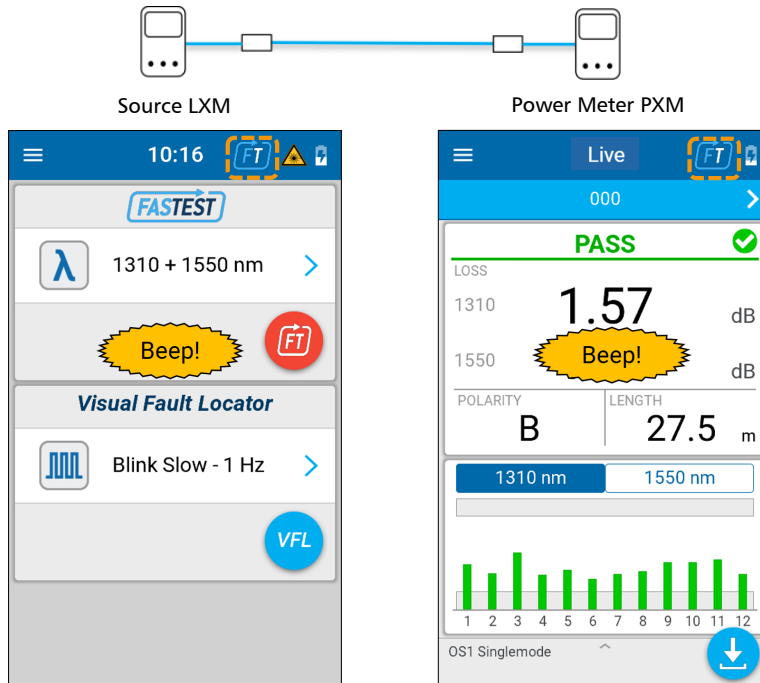 Source LXM
Power Meter PXM
10:16 FT
FASTEST
λ 1310 + 1550 nm
FT
Beep!
Visual Fault Locator
Blink Slow - 1 Hz
VFL
Live FT
000
PASS
LOSS
1310 1.57 dB
1550 dB
Beep!
POLARITY LENGTH
B 27.5 m
1310 nm 1550 nm
1 2 3 4 5 6 7 8 9 10 11 12
OS1 Singlemode